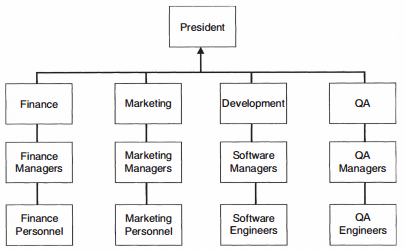 President
Finance
Marketing
Development
QA
Finance
Managers
Marketing
Managers
Software
Managers
QA
Managers
Finance
Personnel
Marketing
Personnel
Software
Engineers
QA
Engineers